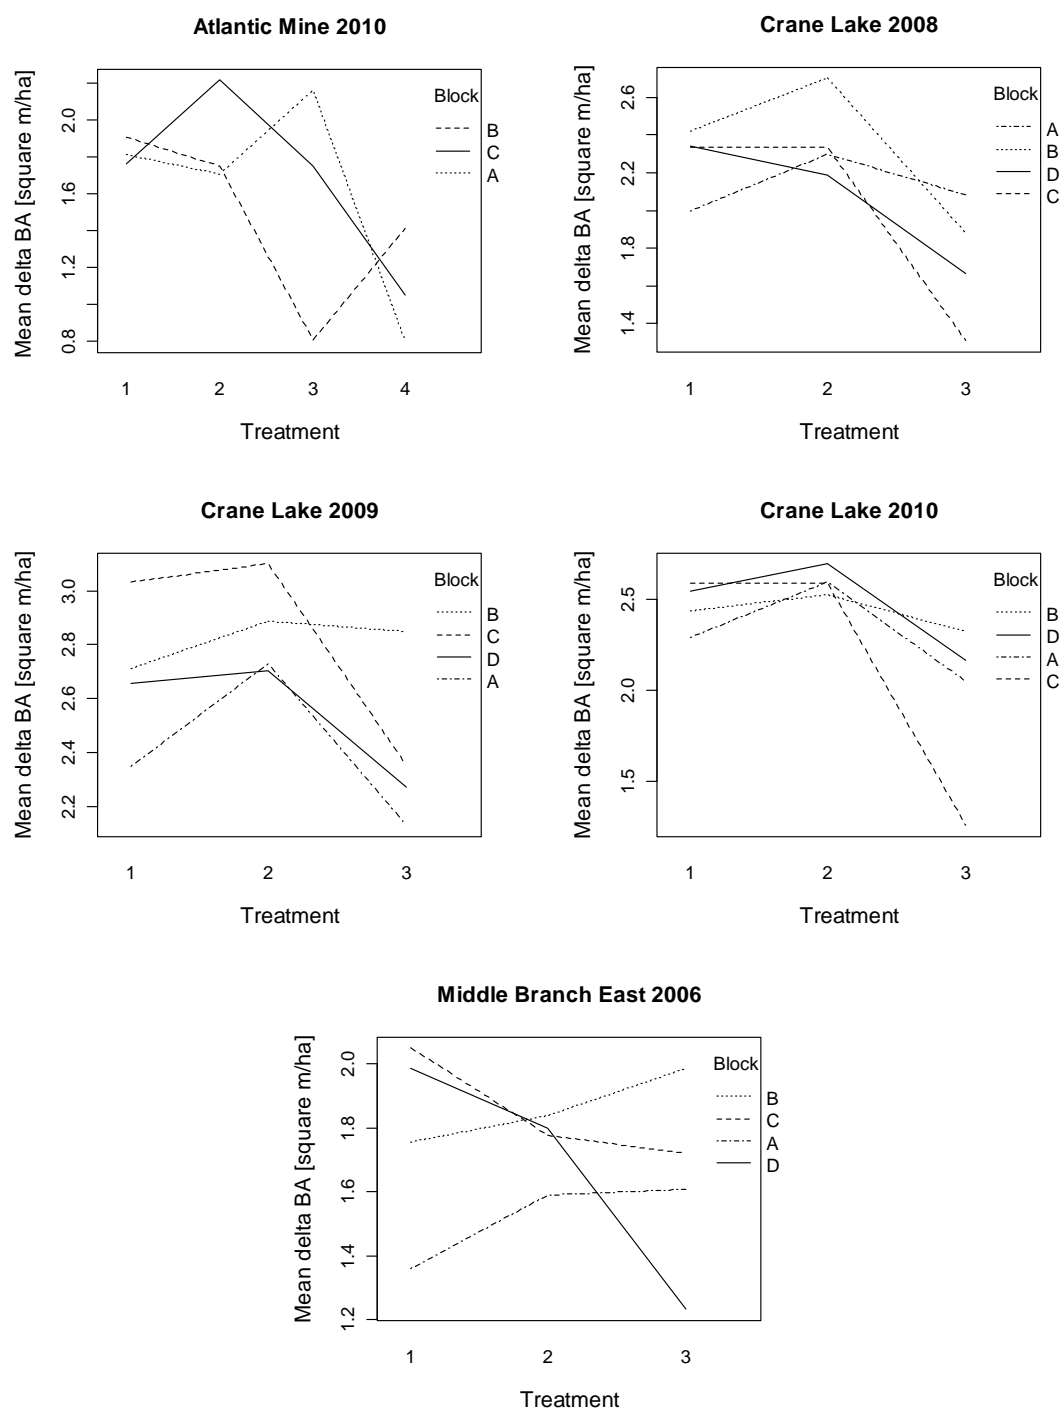 Atlantic Mine 2010
Mean delta BA [square m/ha]
2.0
1.6
1.2
0.8
Block
B
C
A
1 2 3 4
Treatment
Crane Lake 2008
Mean delta BA [square m/ha]
2.6
2.2
1.8
1.4
Block
A
B
D
C
1 2 3
Treatment
Crane Lake 2009
Mean delta BA [square m/ha]
3.0
2.8
2.6
2.4
2.2
Block
B
C
D
A
1 2 3
Treatment
Crane Lake 2010
Mean delta BA [square m/ha]
2.5
2.0
1.5
Block
B
D
A
C
1 2 3
Treatment
Middle Branch East 2006
Mean delta BA [square m/ha]
2.0
1.8
1.6
1.4
1.2
Block
B
C
A
D
1 2 3
Treatment